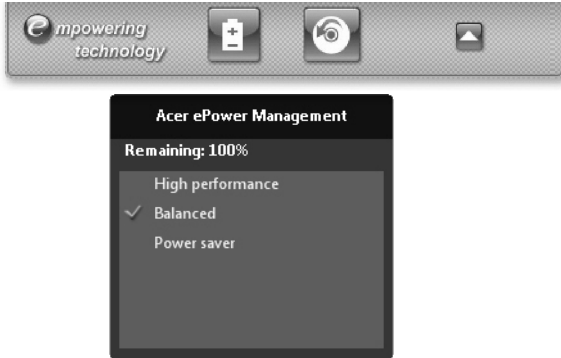 empowering
technology
Acer ePower Management
Remaining: 100%
High performance
Balanced
Power saver